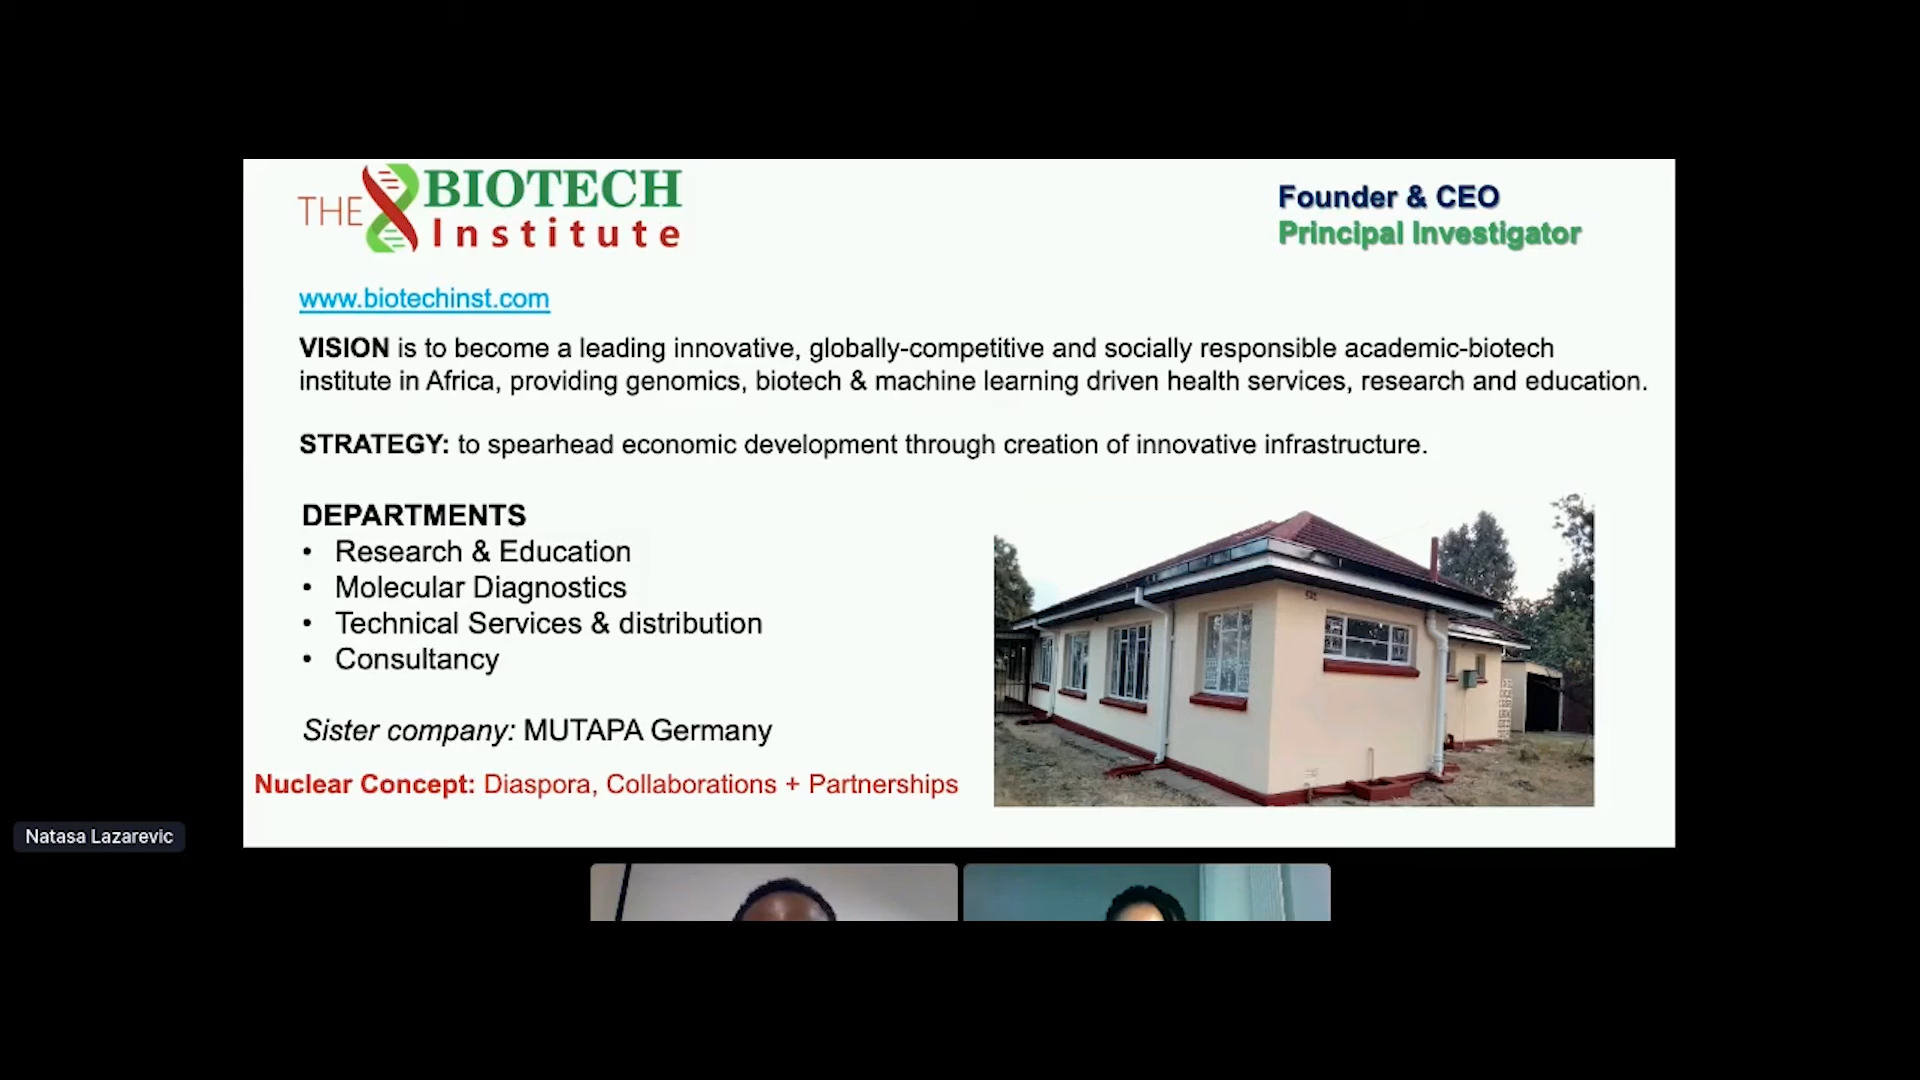 THE BIOTECH
Institute
Founder & CEO
Principal Investigator
www.biotechinst.com
VISION is to become a leading innovative, globally-competitive and socially responsible academic-biotech
institute in Africa, providing genomics, biotech & machine learning driven health services, research and education.
STRATEGY: to spearhead economic development through creation of innovative infrastructure.
DEPARTMENTS
• Research & Education
• Molecular Diagnostics
• Technical Services & distribution
• Consultancy
Sister company: MUTAPA Germany
Nuclear Concept: Diaspora, Collaborations + Partnerships
Natasa Lazarevic